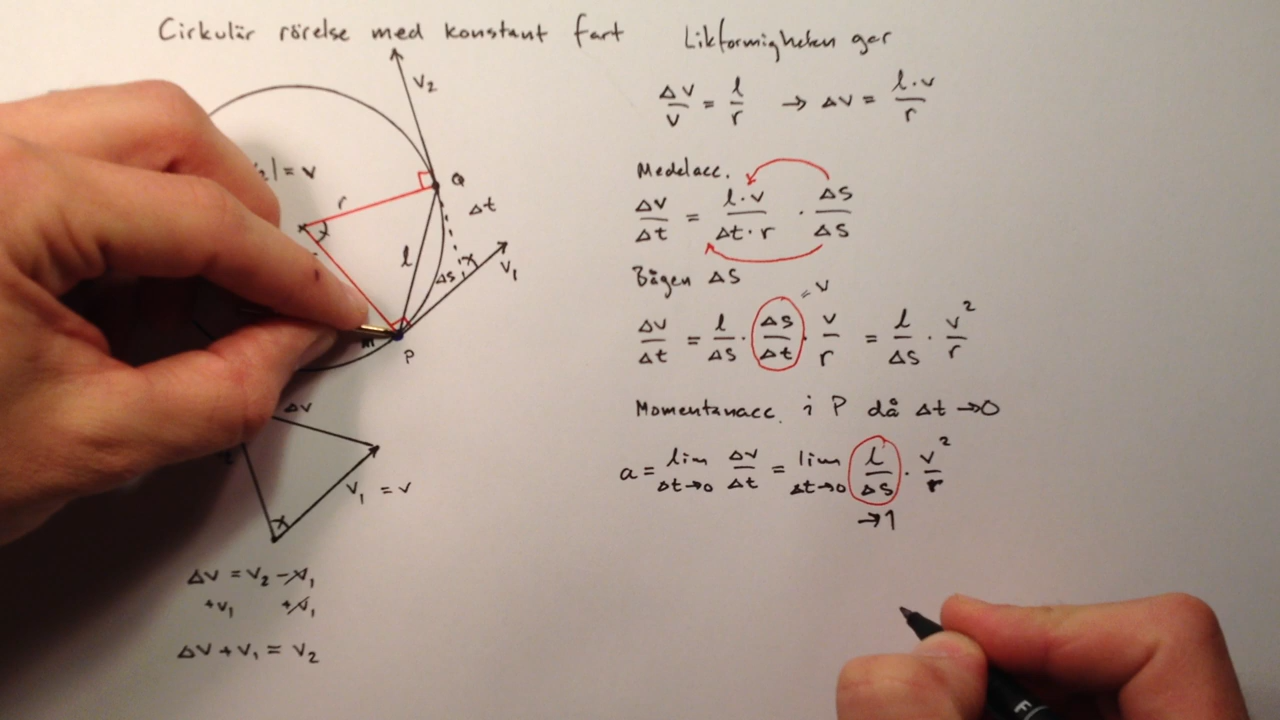 Cirkulär rörelse med konstant fart
|= v
v₂
r
Q
Δt
l
Δs
x
v₁
x
P
m
Δv
v₁ = v
x
Δv = v₂ - v₁
+v₁ +v₁
Δv + v₁ = v₂
Likformigheten ger
Δv/v = l/r → Δv = l·v/r
Medelacc.
Δv/Δt = l·v/Δt·r · Δs/Δs
Bågen Δs
= v
Δv/Δt = l/Δs · Δs/Δt · v/r = l/Δs · v²/r
Momentanacc. i P då Δt → 0
a = lim Δt→0 Δv/Δt = lim Δt→0 l/Δs · v²/r
→ 1
F